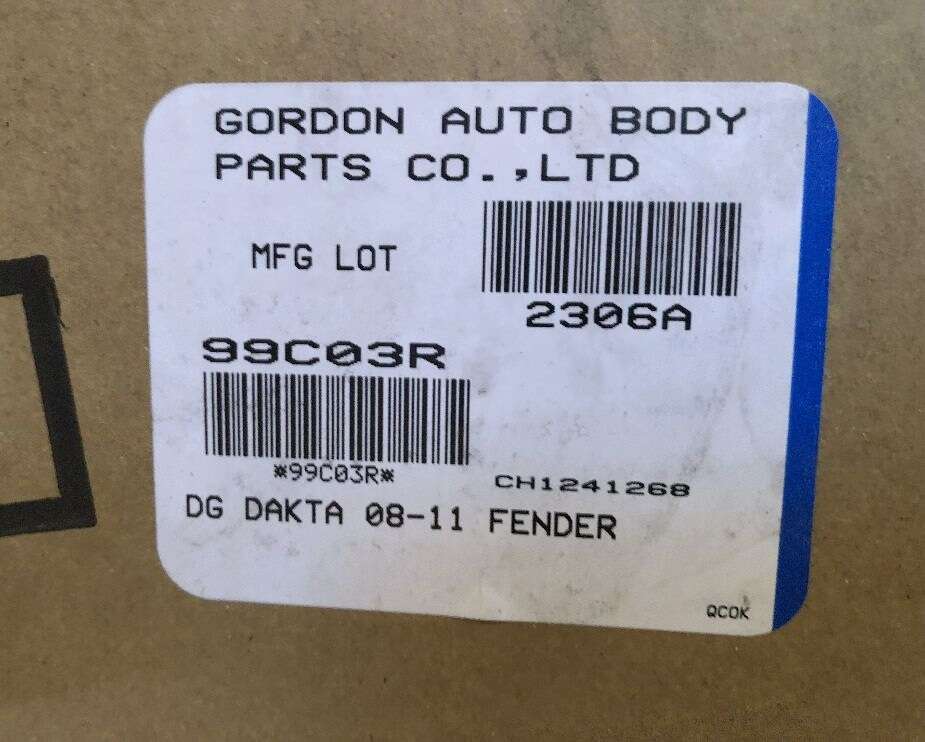 GORDON AUTO BODY
PARTS CO.,LTD
MFG LOT
2306A
99C03R
*99C03R*
CH1241268
DG DAKTA 08-11 FENDER
QCOK